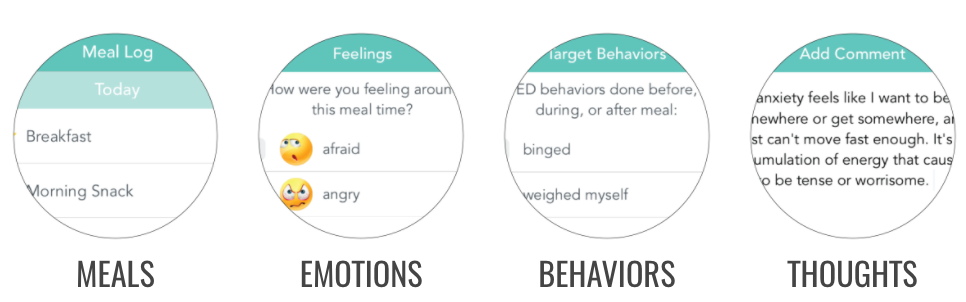 Meal Log
Today
Breakfast
Morning Snack
MEALS
Feelings
How were you feeling aroun
this meal time?
afraid
angry
EMOTIONS
Target Behaviors
ED behaviors done before,
during, or after meal:
binged
weighed myself
BEHAVIORS
Add Comment
anxiety feels like I want to be
newhere or get somewhere, a
st can't move fast enough. It's
umulation of energy that caus
o be tense or worrisome.
THOUGHTS